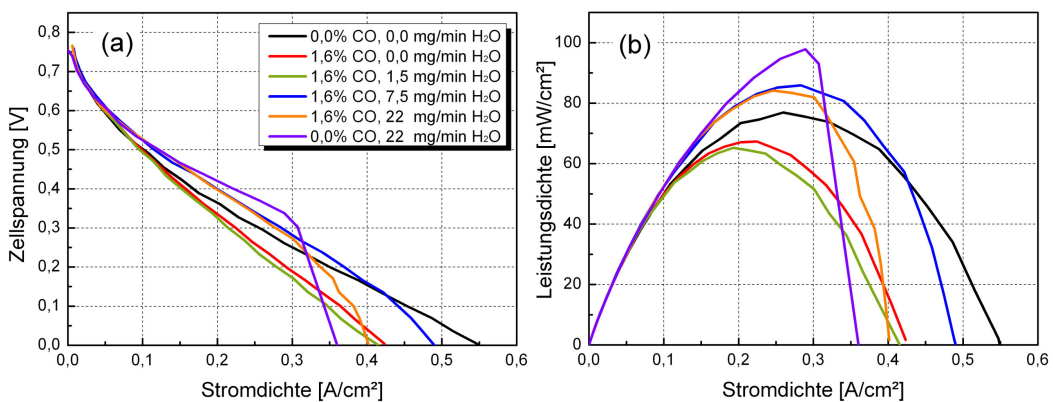 (a)
0,0% CO, 0,0 mg/min H₂O
1,6% CO, 0,0 mg/min H₂O
1,6% CO, 1,5 mg/min H₂O
1,6% CO, 7,5 mg/min H₂O
1,6% CO, 22 mg/min H₂O
0,0% CO, 22 mg/min H₂O
Zellspannung [V]
0,8
0,7
0,6
0,5
0,4
0,3
0,2
0,1
0,0
0,0 0,1 0,2 0,3 0,4 0,5 0,6
Stromdichte [A/cm²]
(b)
Leistungsdichte [mW/cm²]
100
80
60
40
20
0
0,0 0,1 0,2 0,3 0,4 0,5 0,6
Stromdichte [A/cm²]